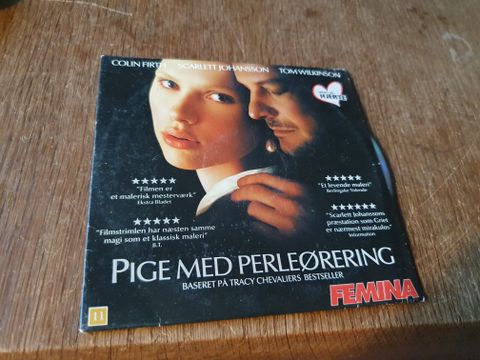 COLIN FIRTH SCARLETT JOHANSSON TOM WILKINSON
HJERTE
★★★★★
"Filmen er
et malerisk mesterværk"
Ekstra Bladet
★★★★★
"Filmstrimlen har næsten samme
magi som et klassisk maleri"
B.T.
★★★★★
"Et levende maleri"
Berlingske Tidende
★★★★★★
"Scarlett Johanssons
præstation som Griet
er nærmest mirakuløs"
Information
PIGE MED PERLEØRERING
BASERET PÅ TRACY CHEVALIERS BESTSELLER
FEMINA
11